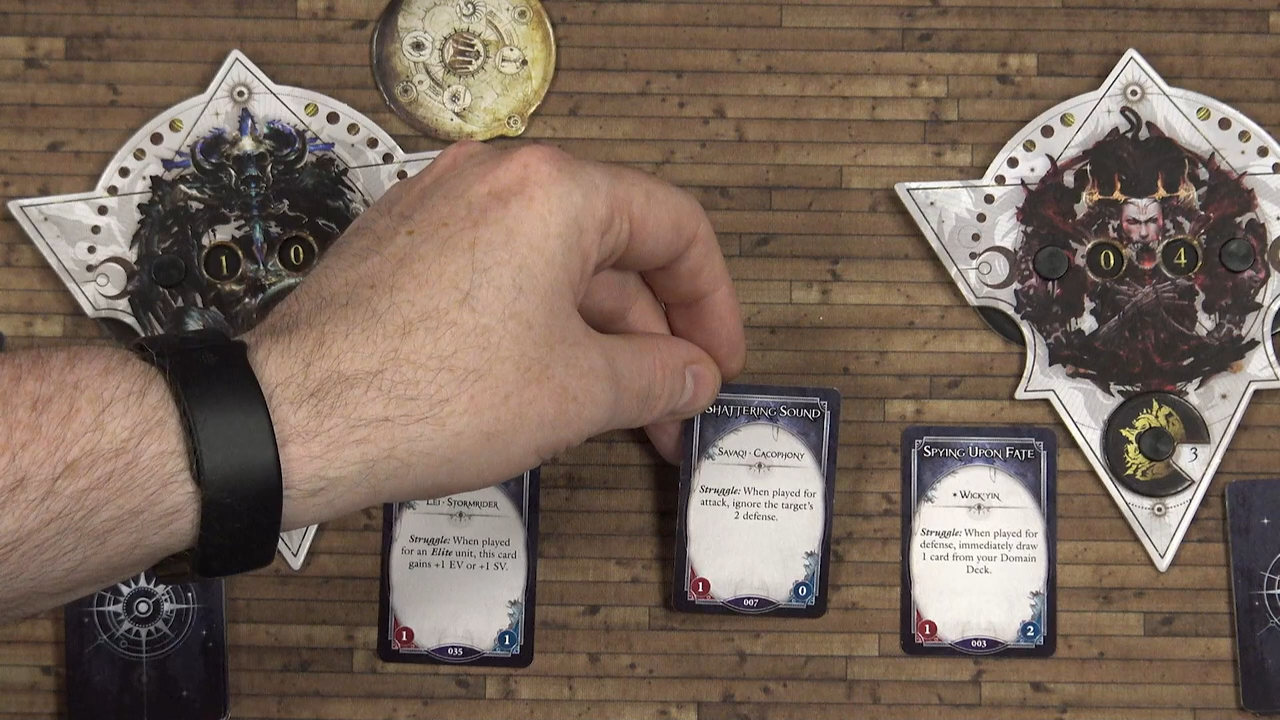 1 0
0 4
3
LEI · STORMRIDER
Struggle: When played
for an Elite unit, this card
gains +1 EV or +1 SV.
1
1
035
SHATTERING SOUND
SAVAQI · CACOPHONY
Struggle: When played for
attack, ignore the target's
2 defense.
1
0
007
SPYING UPON FATE
• WICK'YIN
Struggle: When played for
defense, immediately draw
1 card from your Domain
Deck.
1
2
003